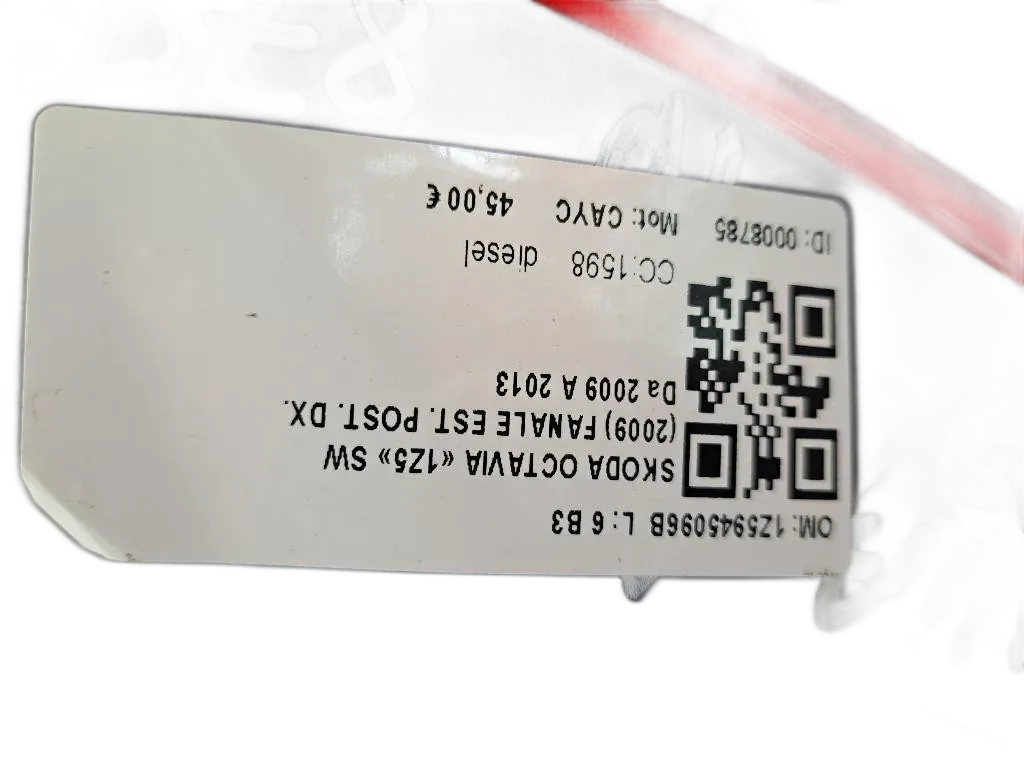 OM: 1Z5945096B L: 6 B3
SKODA OCTAVIA «1Z5» SW
(2009) FANALE EST. POST. DX.
Da 2009 A 2013
CC:1598 diesel
ID: 0008785 Mot: CAYC 45,00 €